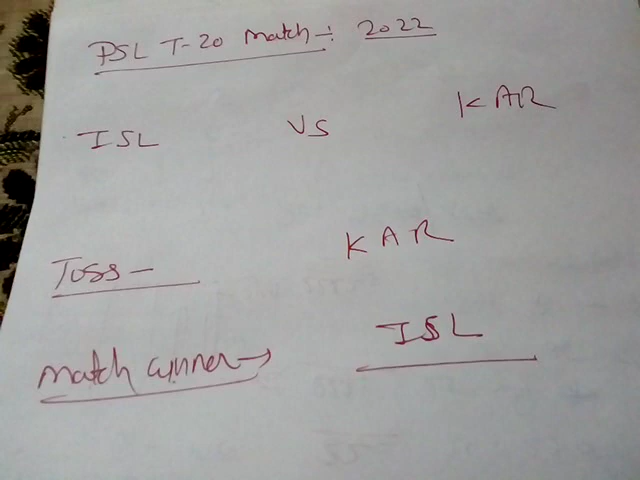 PSL T-20 Match :- 2022
ISL VS KAR
Toss - KAR
Match winner → ISL